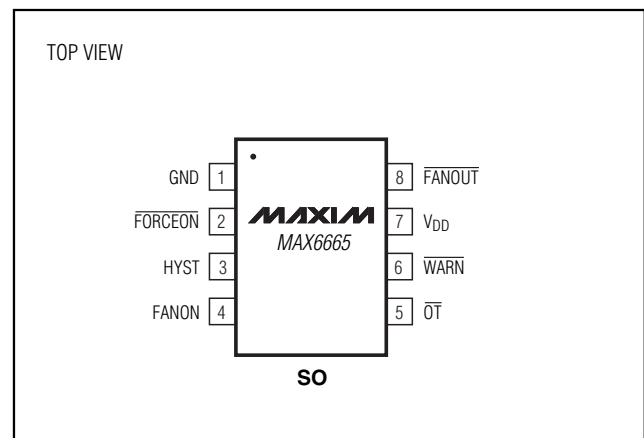 TOP VIEW
GND 1
FORCEON 2
HYST 3
FANON 4
MAXIM
MAX6665
8 FANOUT
7 VDD
6 WARN
5 OT
SO